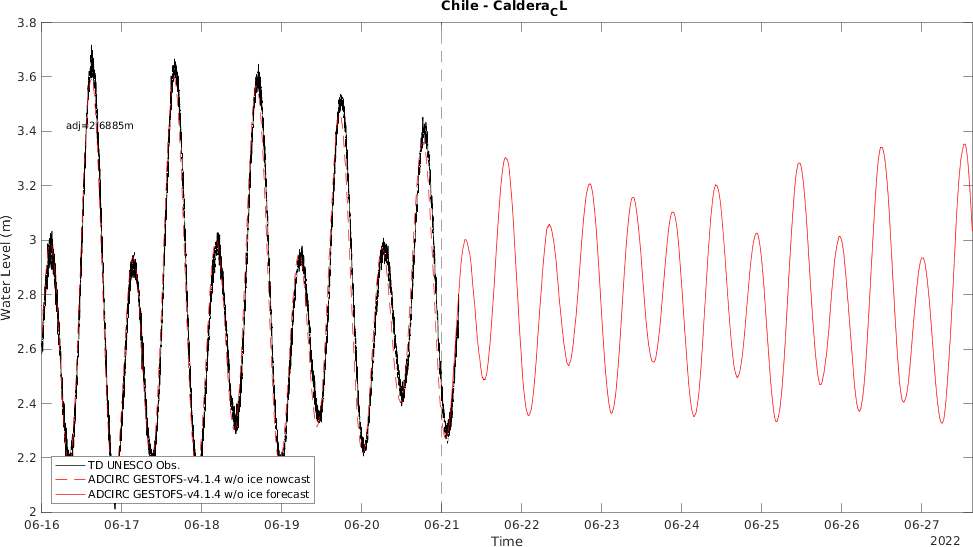 Chile - Caldera_CL
3.8
3.6
3.4
3.2
3
2.8
2.6
2.4
2.2
2
Water Level (m)
adj=2.6885m
TD UNESCO Obs.
ADCIRC GESTOFS-v4.1.4 w/o ice nowcast
ADCIRC GESTOFS-v4.1.4 w/o ice forecast
06-16 06-17 06-18 06-19 06-20 06-21 06-22 06-23 06-24 06-25 06-26 06-27
Time
2022